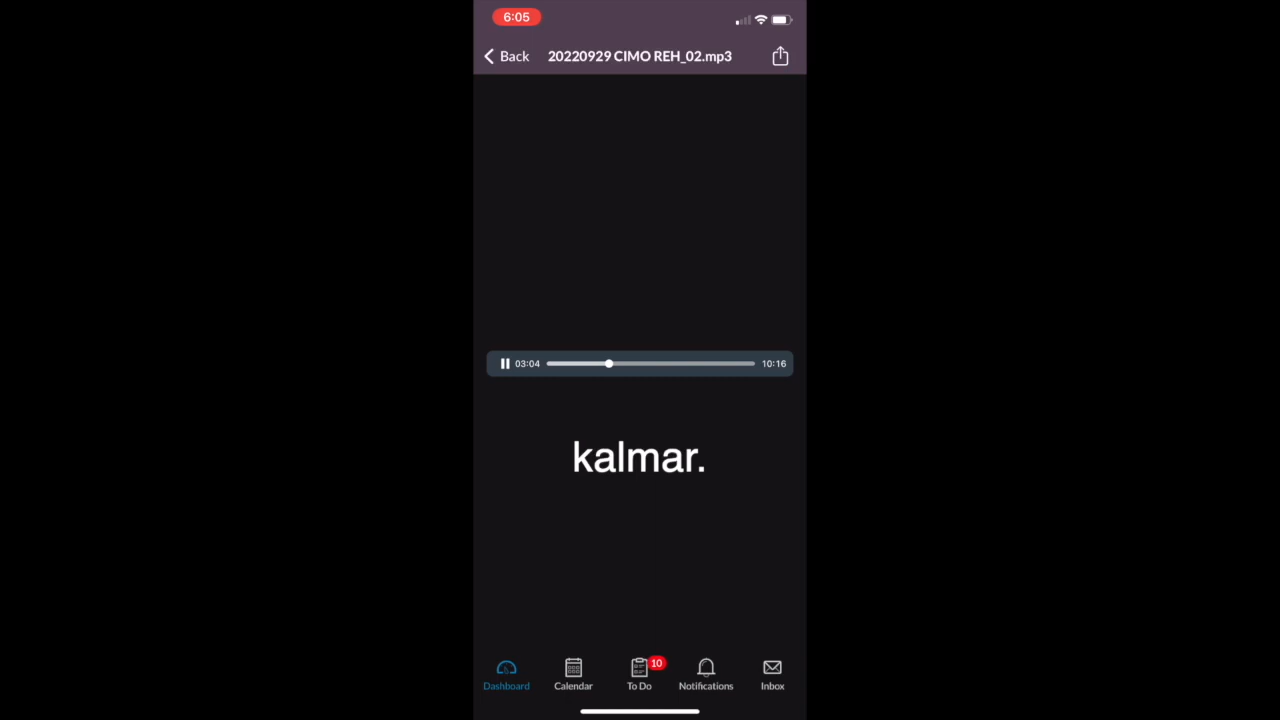 6:05
Back
20220929 CIMO REH_02.mp3
03:04
10:16
kalmar.
10
Dashboard
Calendar
To Do
Notifications
Inbox